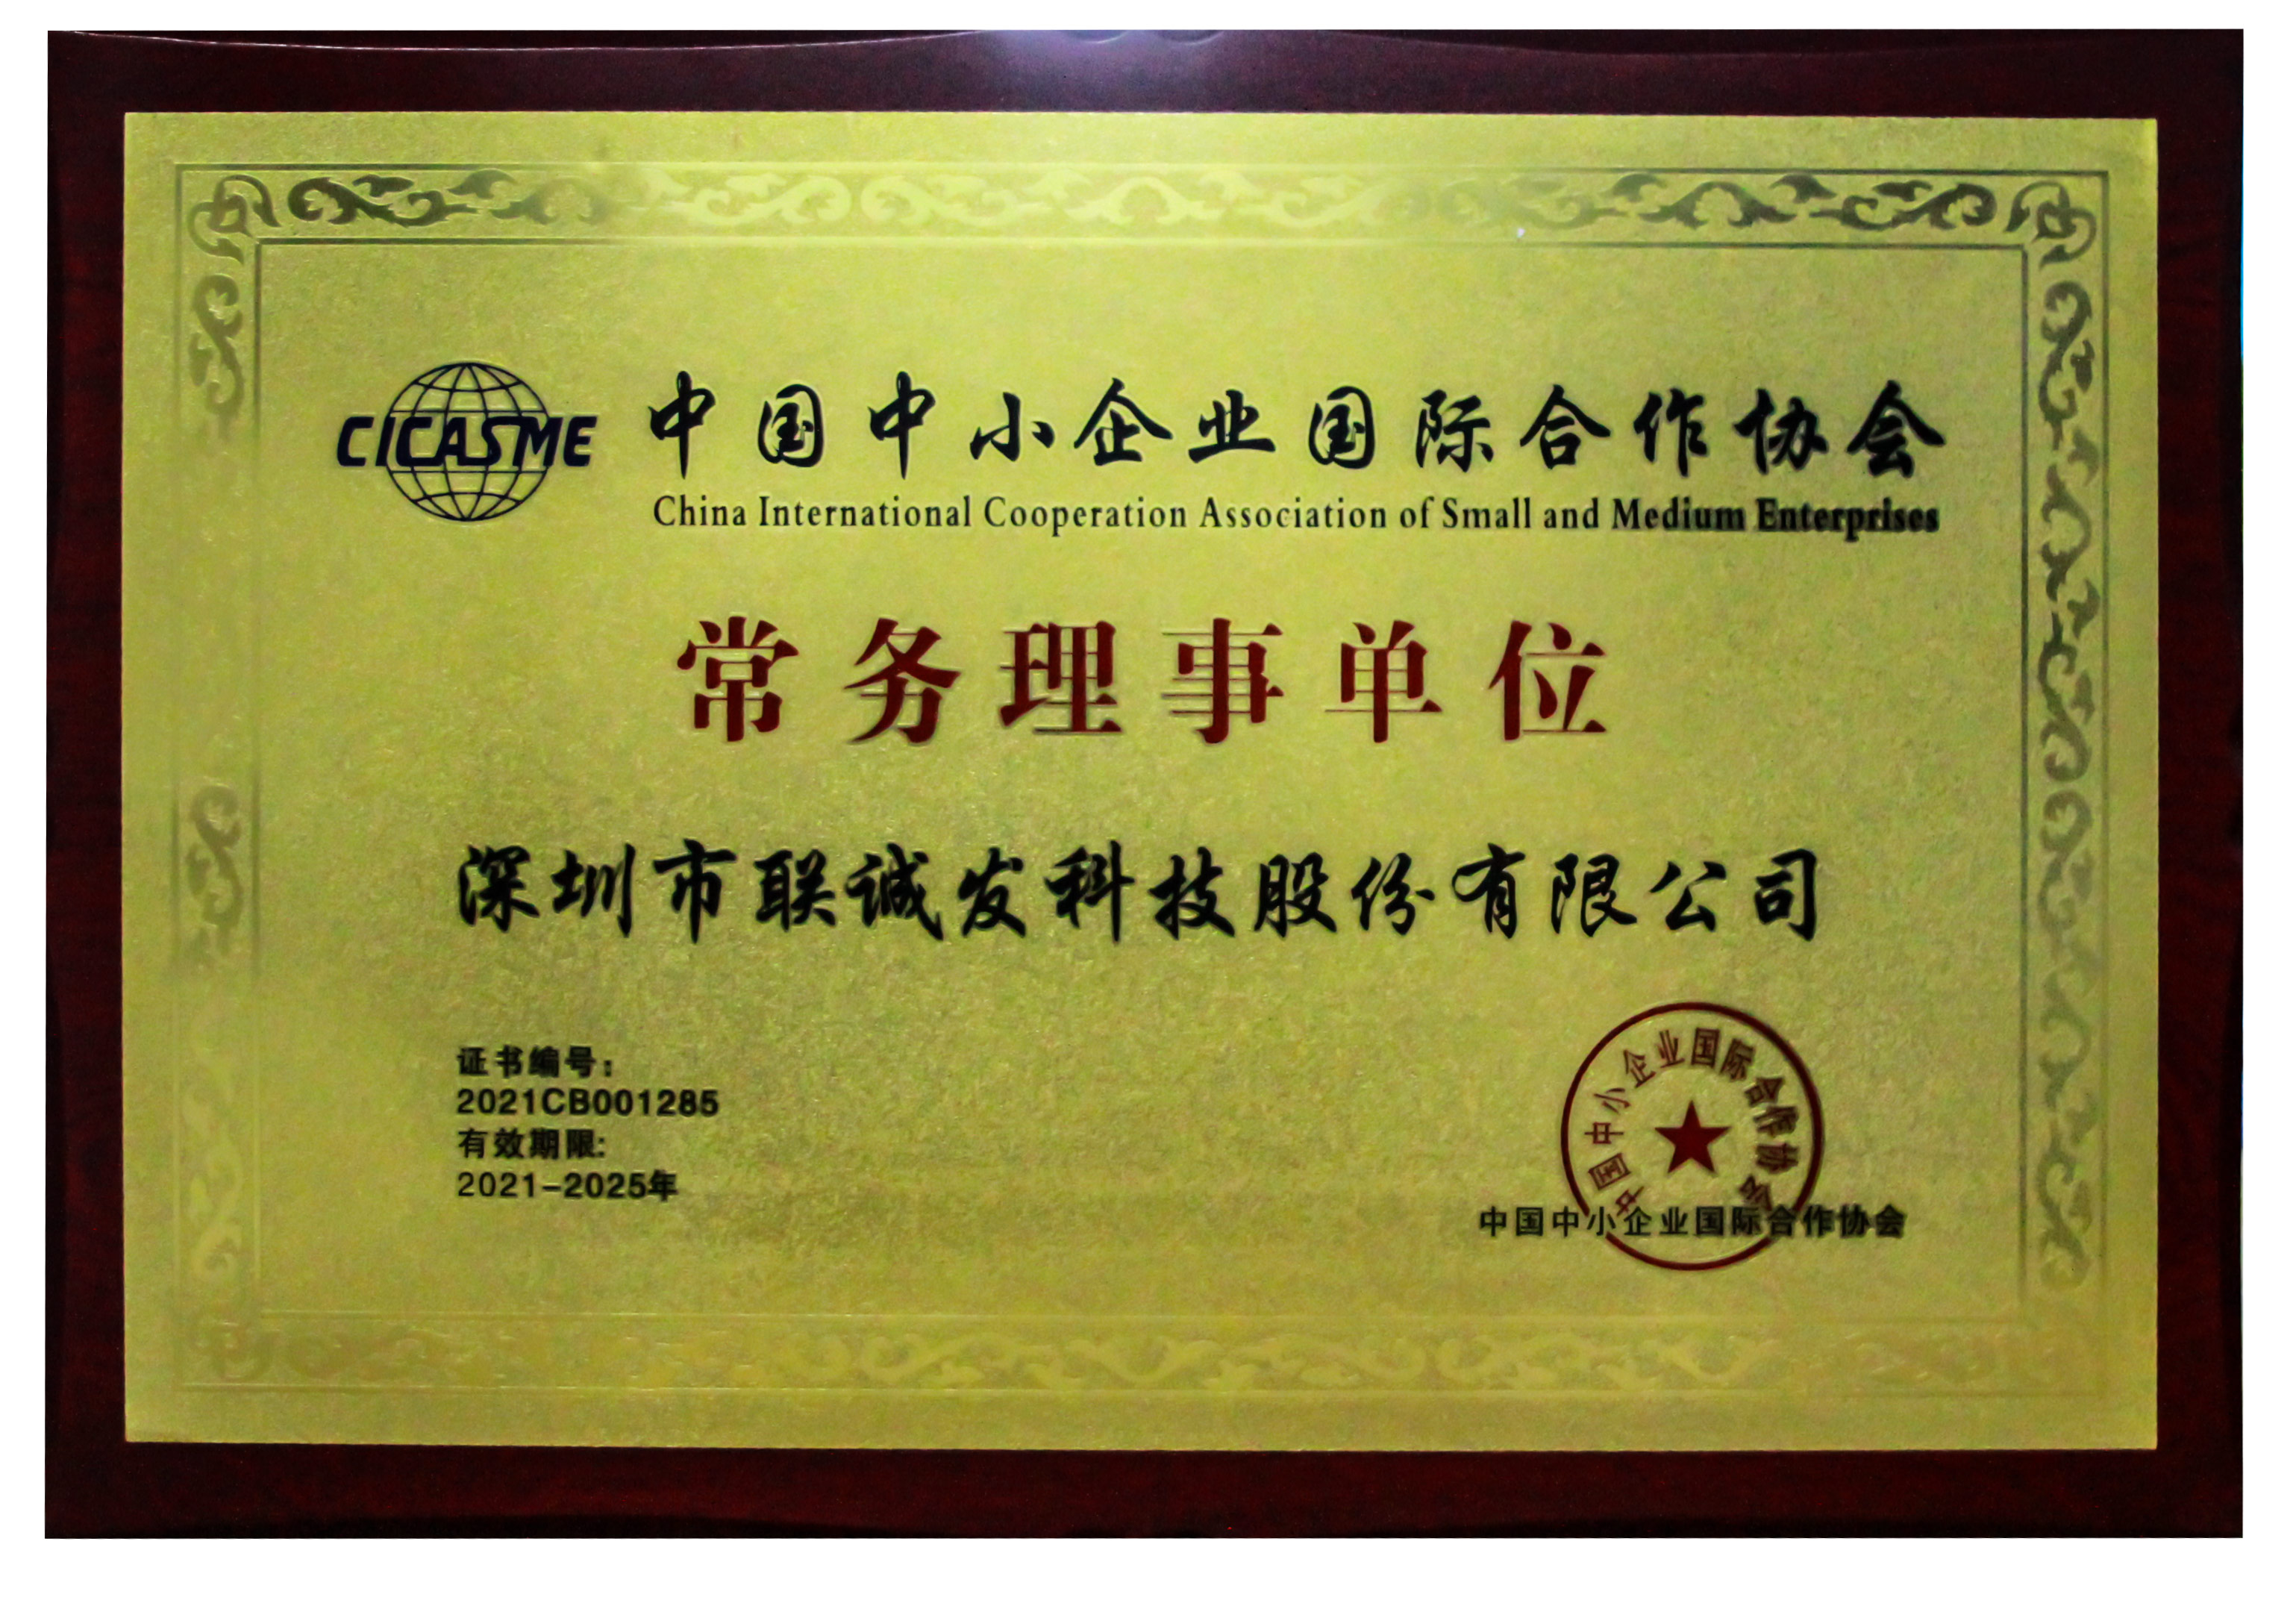 CICASME
中国中小企业国际合作协会
China International Cooperation Association of Small and Medium Enterprises
常务理事单位
深圳市联诚发科技股份有限公司
证书编号:
2021CB001285
有效期限:
2021-2025年
中国中小企业国际合作协会
中国中小企业国际合作协会